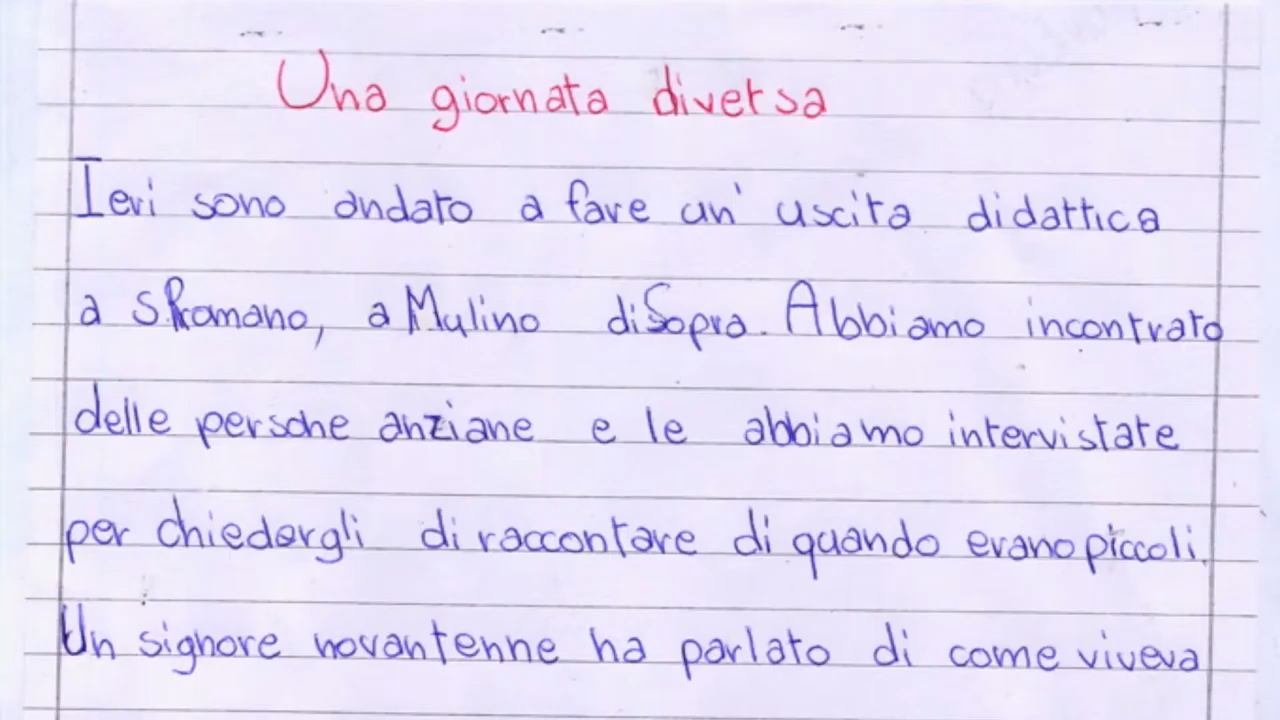 Una giornata diversa
Ieri sono andato a fare un' uscita didattica
a S.Romano, a Mulino di Sopra. Abbiamo incontrato
delle persone anziane e le abbiamo intervistate
per chiedergli di raccontare di quando erano piccoli.
Un signore novantenne ha parlato di come viveva